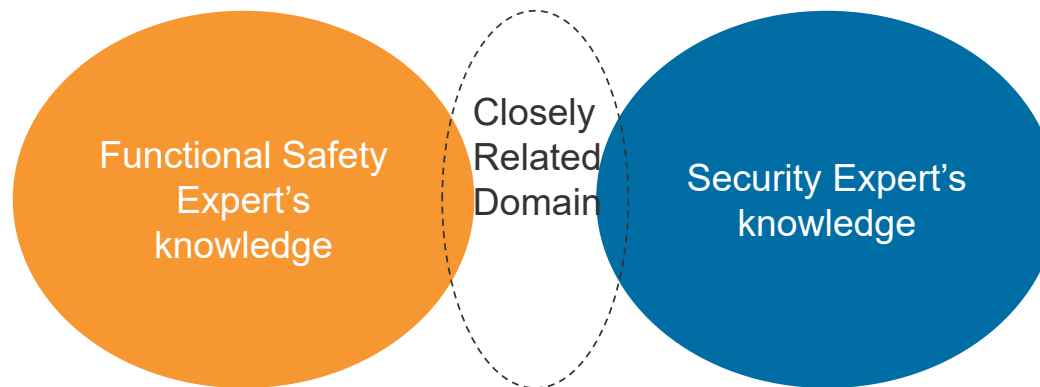 Functional Safety
Expert’s
knowledge
Closely
Related
Domain
Security Expert’s
knowledge